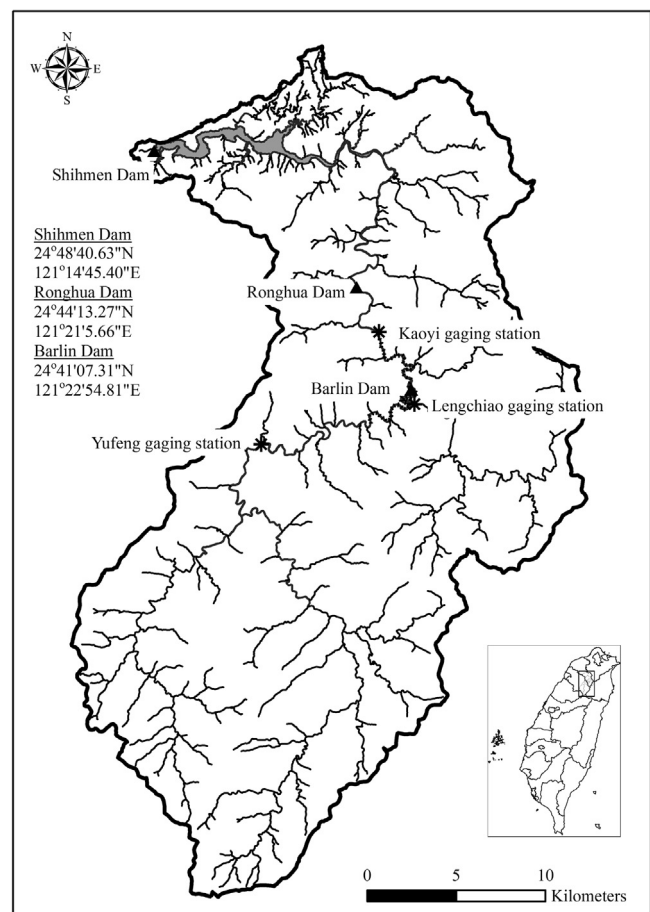 N
W E
S
Shihmen Dam
Shihmen Dam
24°48'40.63"N
121°14'45.40"E
Ronghua Dam
24°44'13.27"N
121°21'5.66"E
Barlin Dam
24°41'07.31"N
121°22'54.81"E
Ronghua Dam
Kaoyi gaging station
Barlin Dam
Lengchiao gaging station
Yufeng gaging station
0 5 10
Kilometers